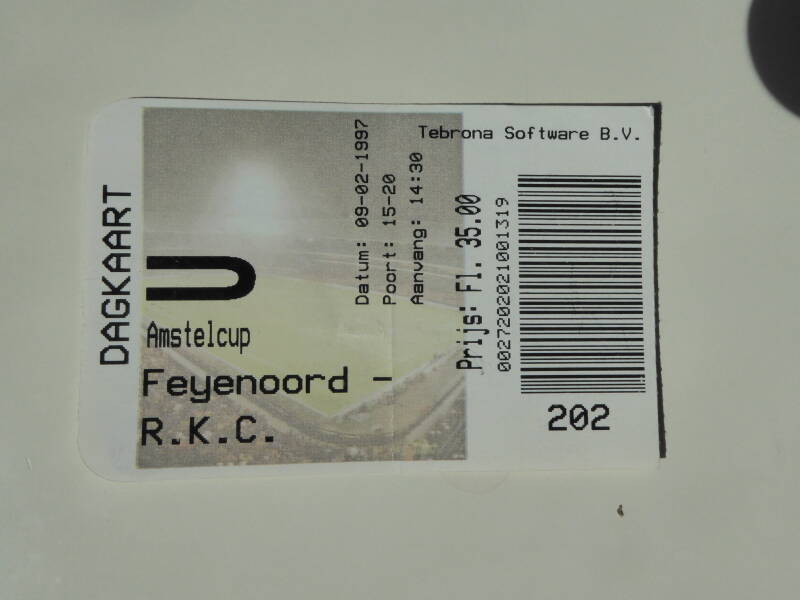 DAGKAART
U
Amstelcup
Feyenoord -
R.K.C.
Datum: 09-02-1997
Poort: 15-20
Aanvang: 14:30
Prijs: Fl. 35.00
Tebrona Software B.V.
0027202021001319
202